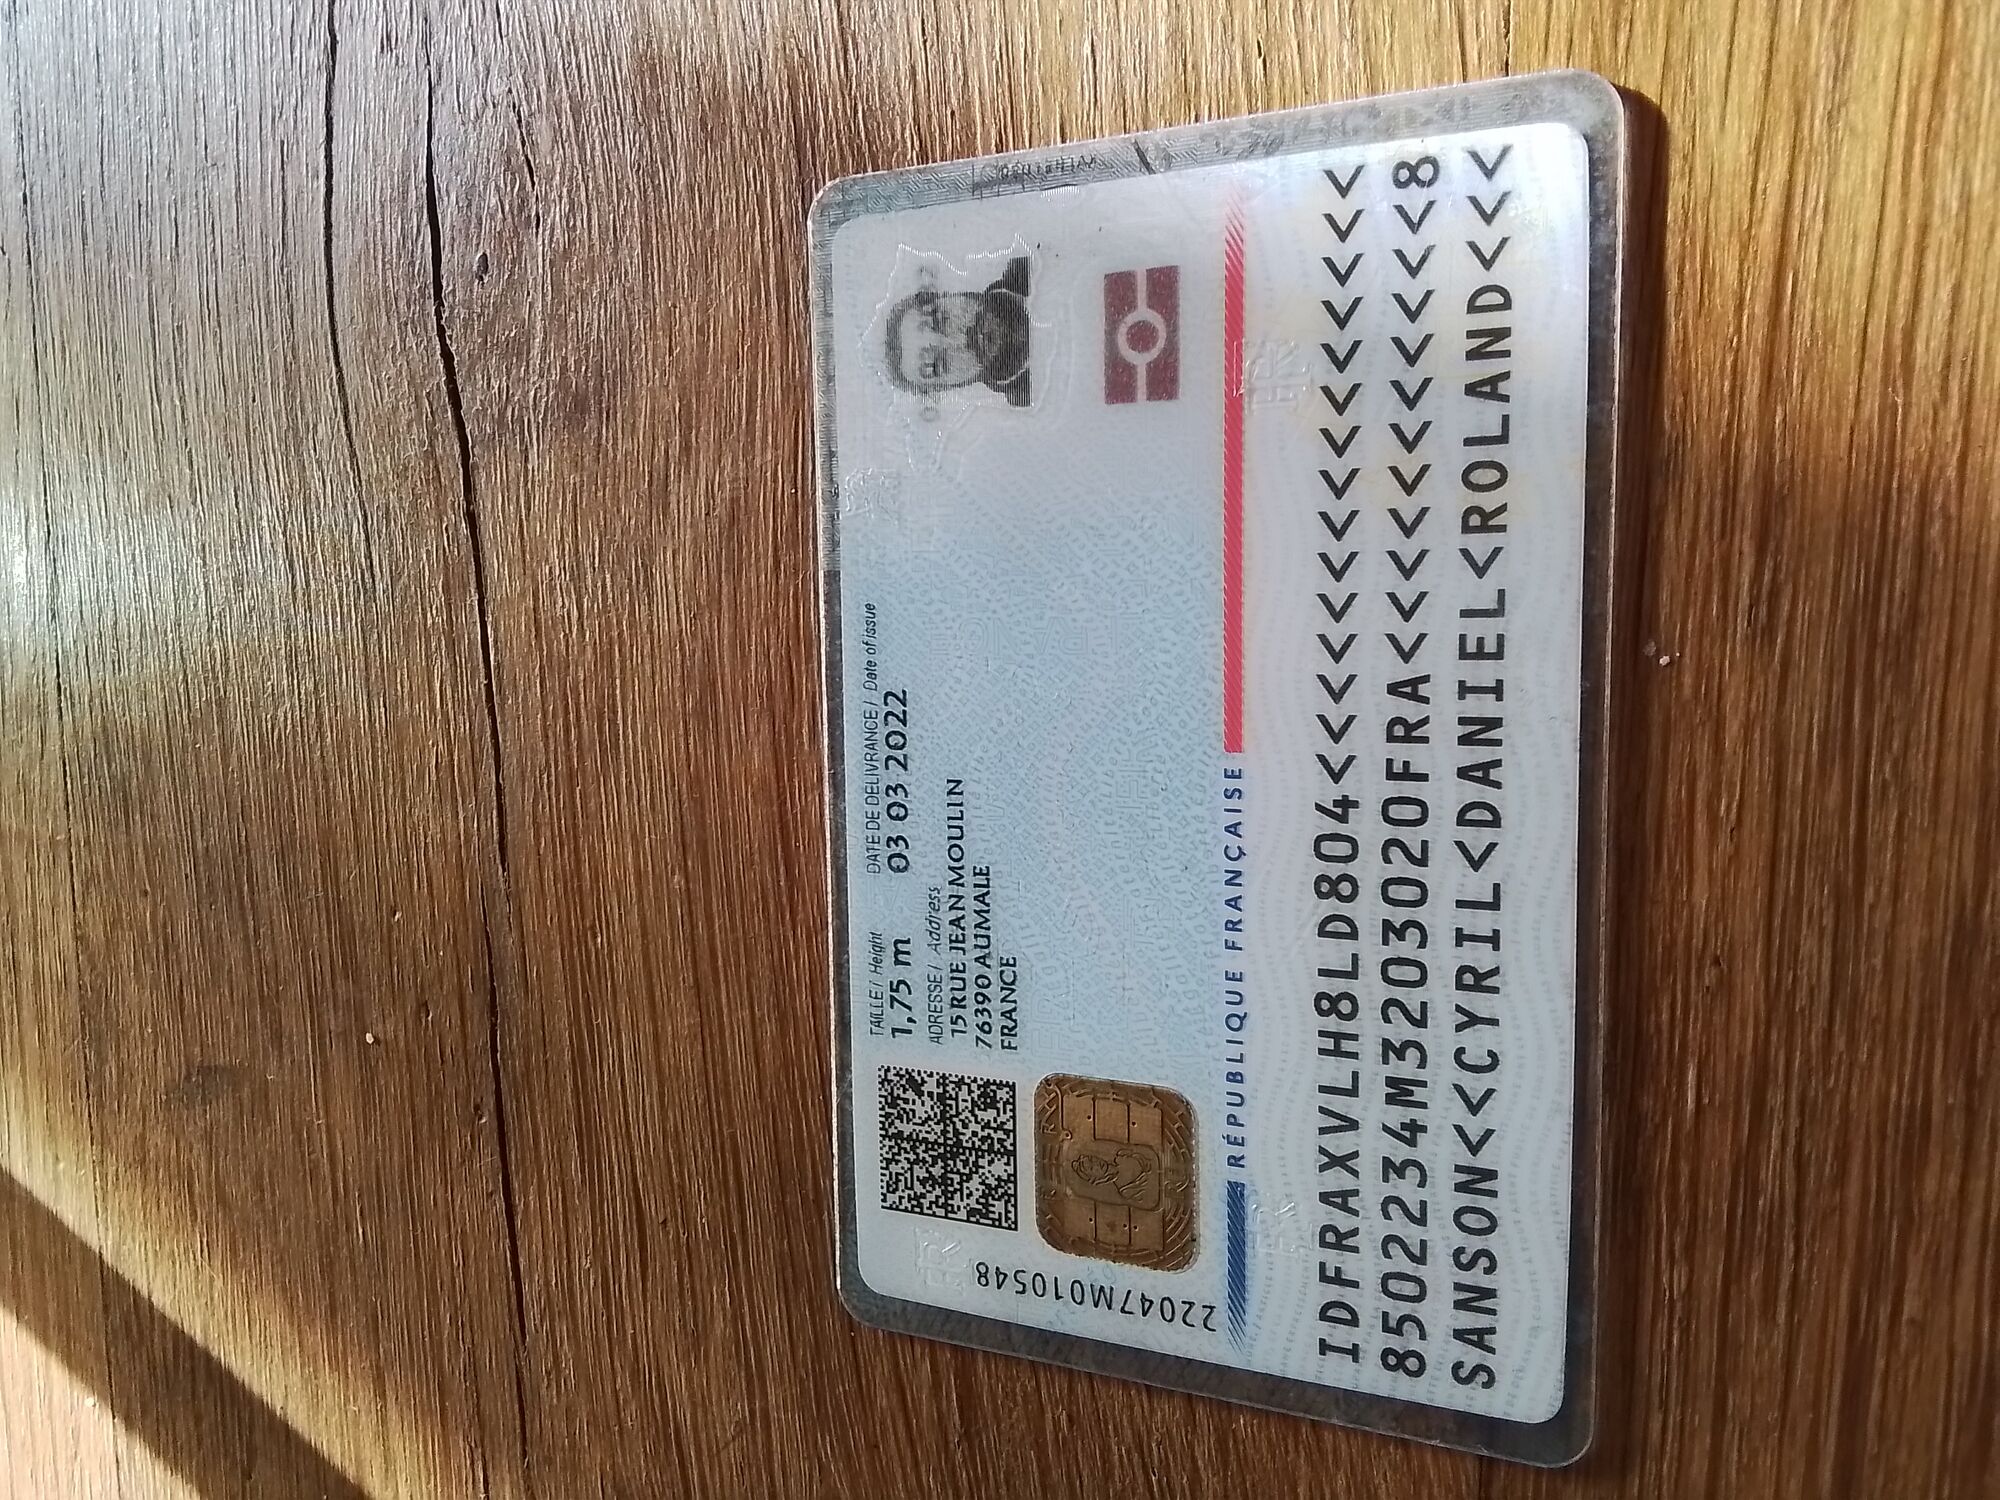 TAILLE / Height DATE DE DÉLIVRANCE / Date of issue
1,75 m 03 03 2022
ADRESSE / Address
15 RUE JEAN MOULIN
76390 AUMALE
FRANCE
22047M010548
RÉPUBLIQUE FRANÇAISE
IDFRAXVLH8LD804<<<<<<<<<<<<<<<
8502234M3203020FRA<<<<<<<<<<<8
SANSON<<CYRIL<DANIEL<ROLAND<<<